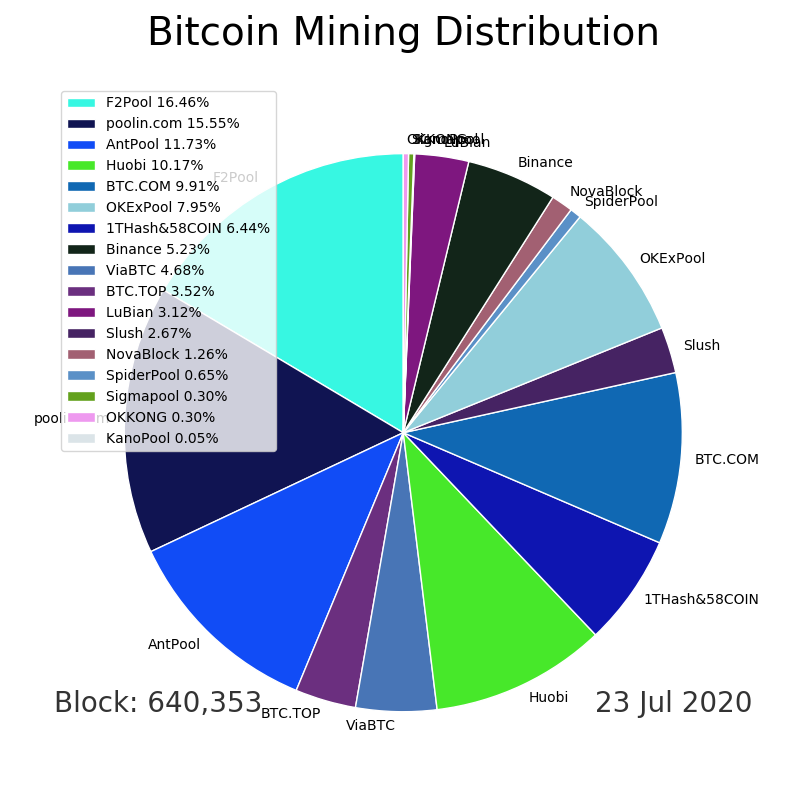 Bitcoin Mining Distribution
F2Pool 16.46%
poolin.com 15.55%
AntPool 11.73%
Huobi 10.17%
BTC.COM 9.91%
OKExPool 7.95%
1THash&58COIN 6.44%
Binance 5.23%
ViaBTC 4.68%
BTC.TOP 3.52%
LuBian 3.12%
Slush 2.67%
NovaBlock 1.26%
SpiderPool 0.65%
Sigmapool 0.30%
OKKONG 0.30%
KanoPool 0.05%
LuBian
Binance
NovaBlock
SpiderPool
OKExPool
Slush
BTC.COM
1THash&58COIN
Huobi
ViaBTC
BTC.TOP
AntPool
F2Pool
Block: 640,353
23 Jul 2020